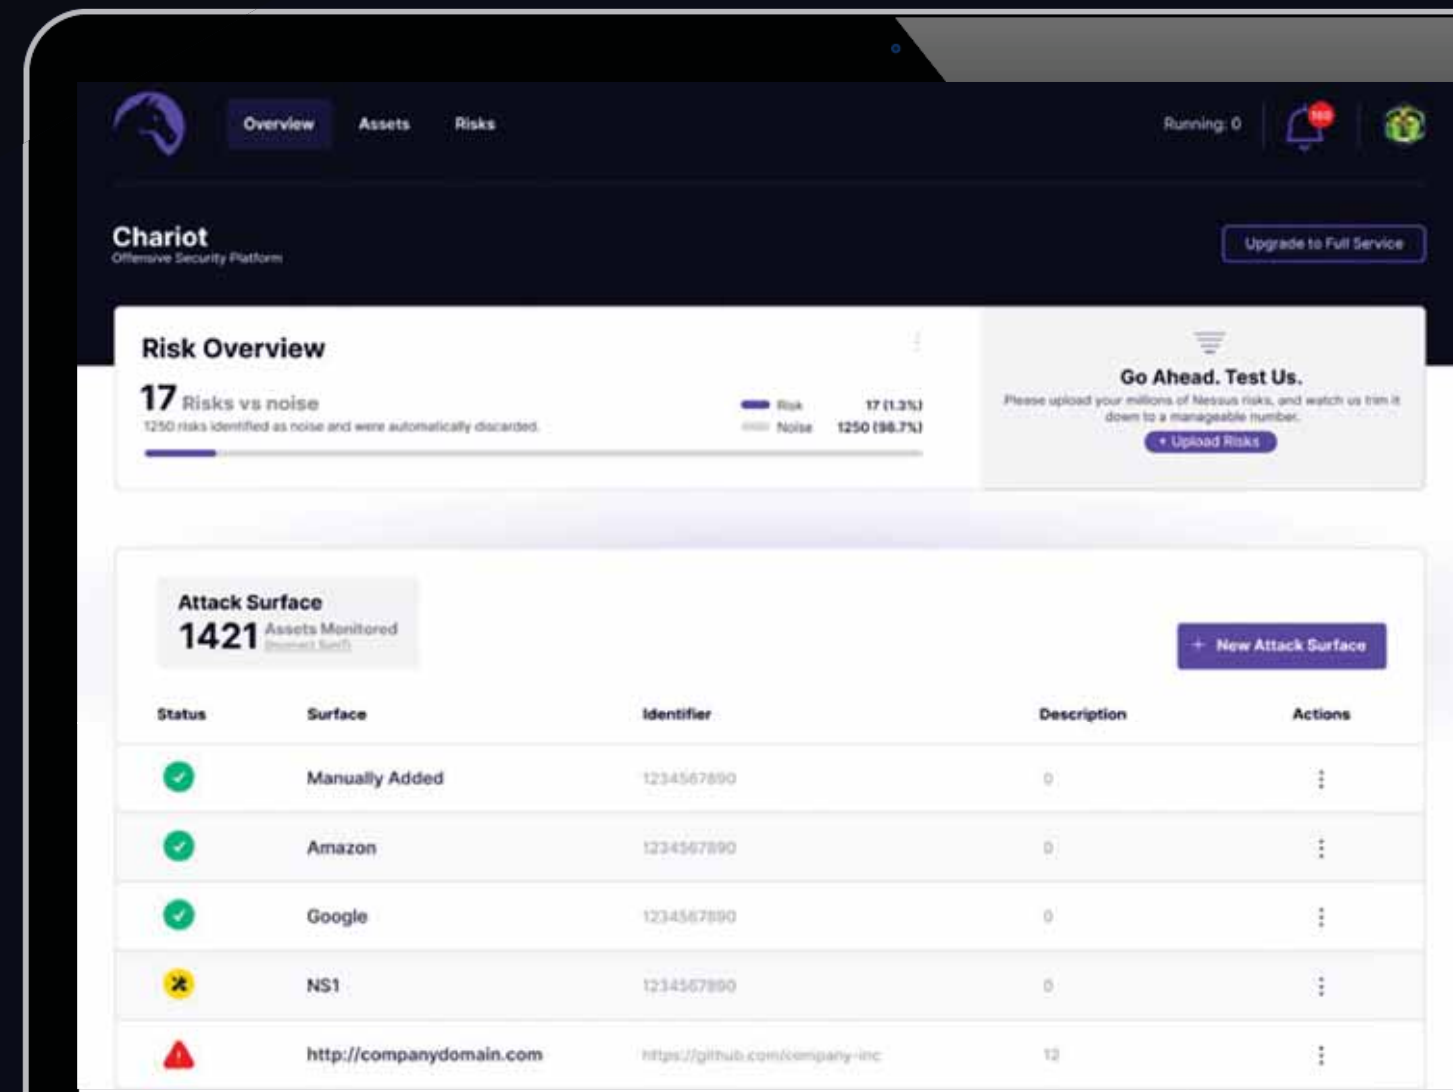 Overview Assets Risks Running: 0
Chariot
Offensive Security Platform
Upgrade to Full Service
Risk Overview
17 Risks vs noise
1250 risks identified as noise and were automatically discarded.
Risk 17 (1.3%)
Noise 1250 (98.7%)
Go Ahead. Test Us.
Please upload your millions of Nessus risks, and watch us trim it
down to a manageable number.
+ Upload Risks
Attack Surface
1421 Assets Monitored
+ New Attack Surface
Status Surface Identifier Description Actions
Manually Added 1234567890 0
Amazon 1234567890 0
Google 1234567890 0
NS1 1234567890 0
http://companydomain.com https://github.com/company-inc 12